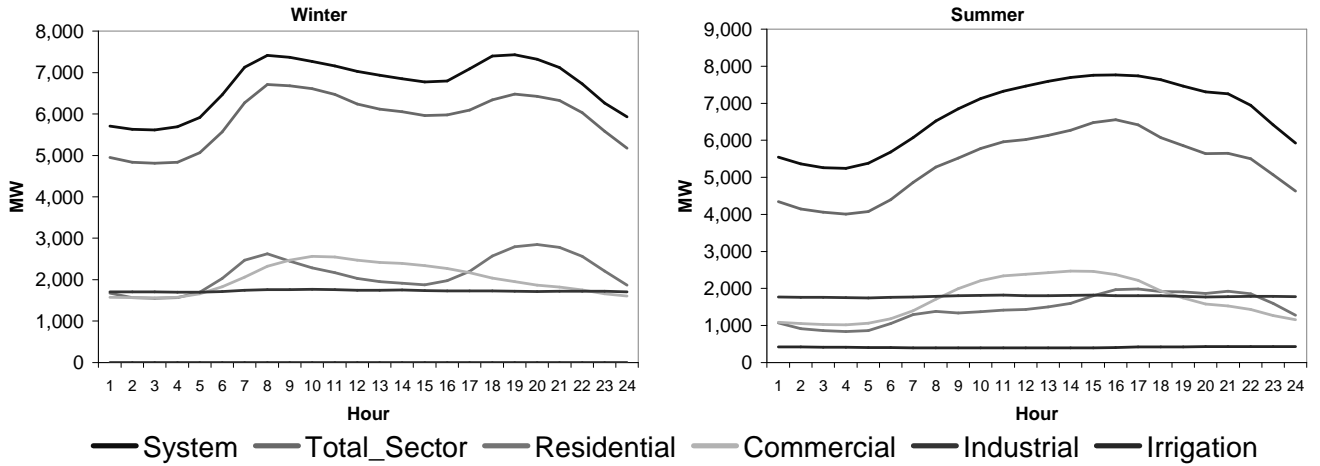 Winter
8,000
7,000
6,000
5,000
4,000
3,000
2,000
1,000
0
MW
1 2 3 4 5 6 7 8 9 10 11 12 13 14 15 16 17 18 19 20 21 22 23 24
Hour
Summer
9,000
8,000
7,000
6,000
5,000
4,000
3,000
2,000
1,000
0
MW
1 2 3 4 5 6 7 8 9 10 11 12 13 14 15 16 17 18 19 20 21 22 23 24
Hour
System Total_Sector Residential Commercial Industrial Irrigation